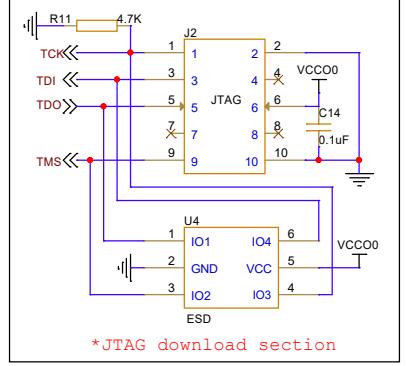 R11 4.7K
J2
TCK 1 1 2 2
VCCO0
TDI 3 3 4 4
JTAG
TDO 5 5 6 6
C14
7 7 8 8
0.1uF
TMS 9 9 10 10
U4
1 IO1 IO4 6
VCCO0
2 GND VCC 5
3 IO2 IO3 4
ESD
*JTAG download section